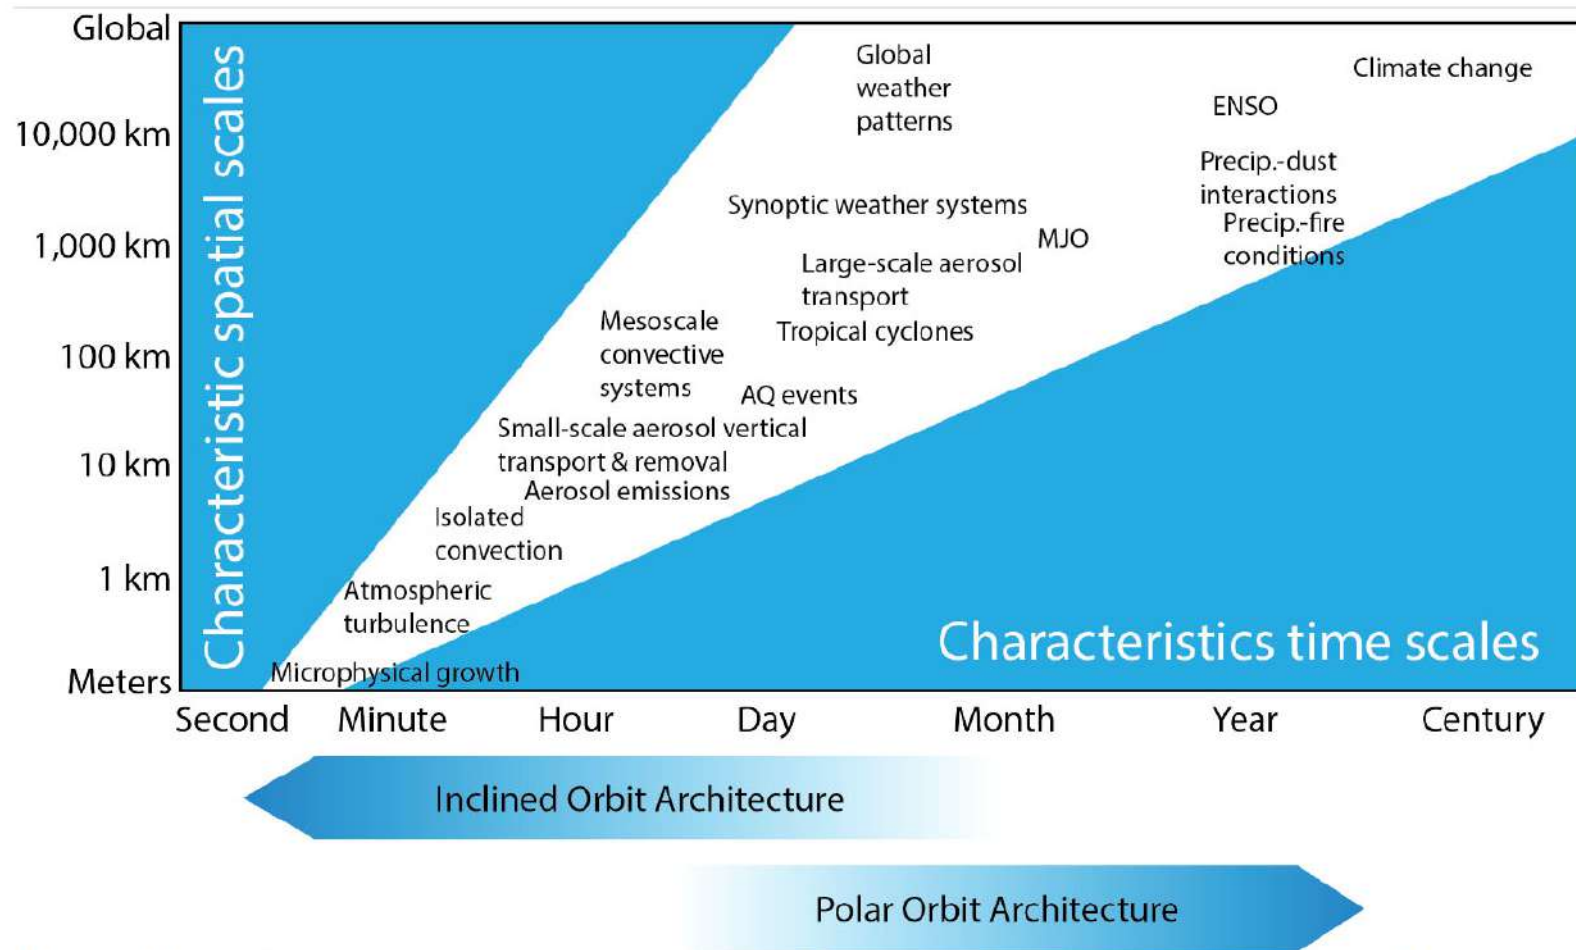 Global
10,000 km
1,000 km
100 km
10 km
1 km
Meters
Characteristic spatial scales
Global
weather
patterns
Climate change
ENSO
Precip.-dust
interactions
Precip.-fire
conditions
Synoptic weather systems
MJO
Large-scale aerosol
transport
Tropical cyclones
Mesoscale
convective
systems
AQ events
Small-scale aerosol vertical
transport & removal
Aerosol emissions
Isolated
convection
Atmospheric
turbulence
Microphysical growth
Characteristics time scales
Second Minute Hour Day Month Year Century
Inclined Orbit Architecture
Polar Orbit Architecture